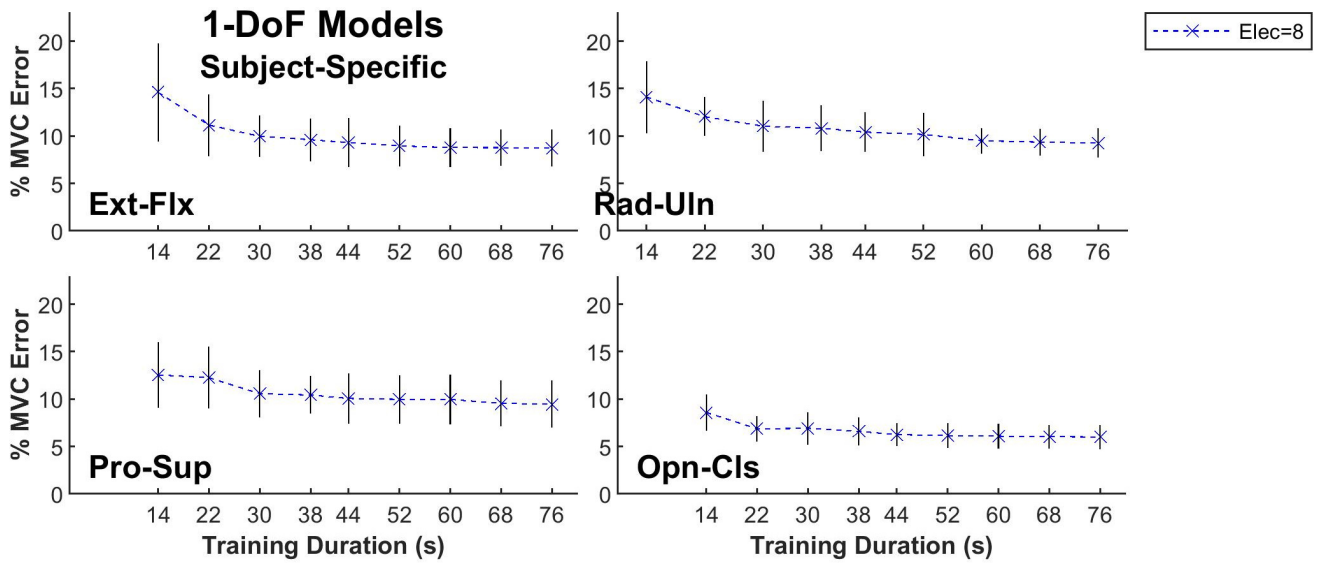 1-DoF Models
Subject-Specific
Elec=8
% MVC Error
20
15
10
5
0
Ext-Flx
14 22 30 38 44 52 60 68 76
20
15
10
5
0
Rad-Uln
14 22 30 38 44 52 60 68 76
% MVC Error
20
15
10
5
0
Pro-Sup
14 22 30 38 44 52 60 68 76
Training Duration (s)
20
15
10
5
0
Opn-Cls
14 22 30 38 44 52 60 68 76
Training Duration (s)